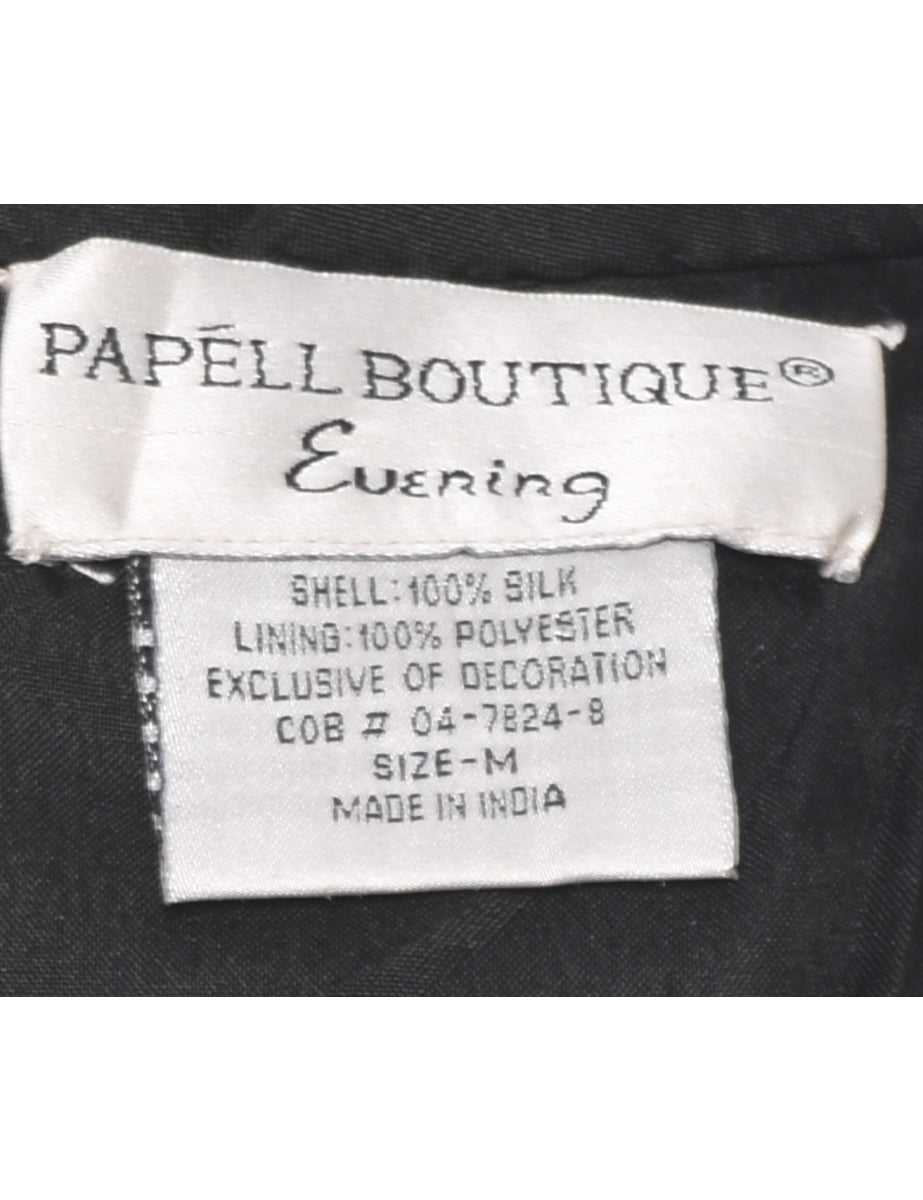 PAPÉLL BOUTIQUE®
Evening
SHELL:100% SILK
LINING:100% POLYESTER
EXCLUSIVE OF DECORATION
COB # 04-7824-8
SIZE-M
MADE IN INDIA